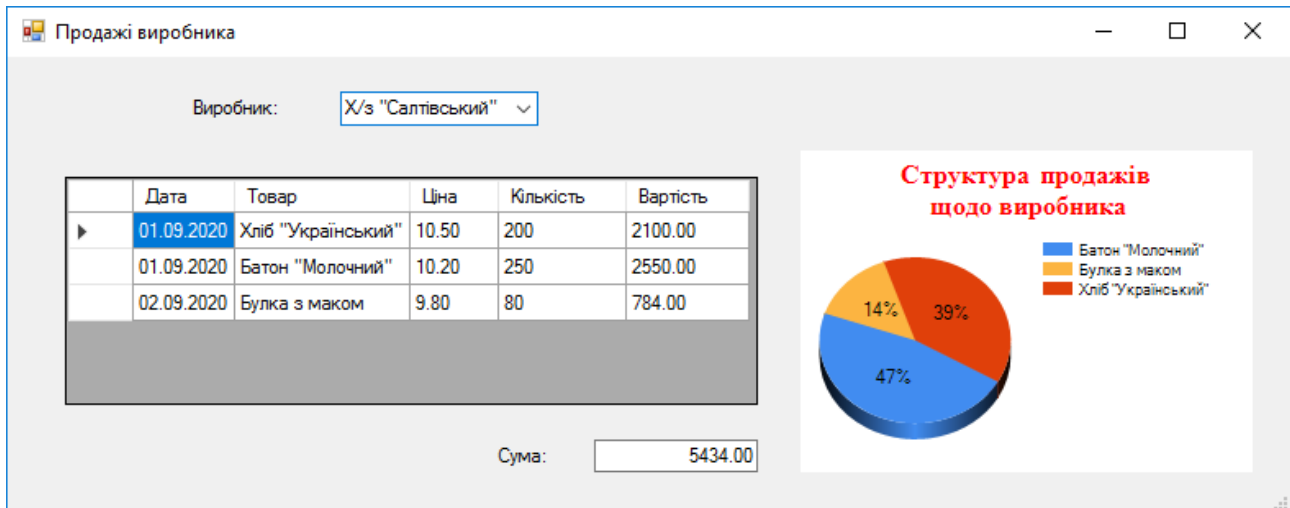 Продажі виробника
Виробник: Х/з "Салтівський"
Дата Товар Ціна Кількість Вартість
01.09.2020 Хліб "Український" 10.50 200 2100.00
01.09.2020 Батон "Молочний" 10.20 250 2550.00
02.09.2020 Булка з маком 9.80 80 784.00
Сума: 5434.00
Структура продажів
щодо виробника
Батон "Молочний"
Булка з маком
Хліб "Український"
14% 39%
47%